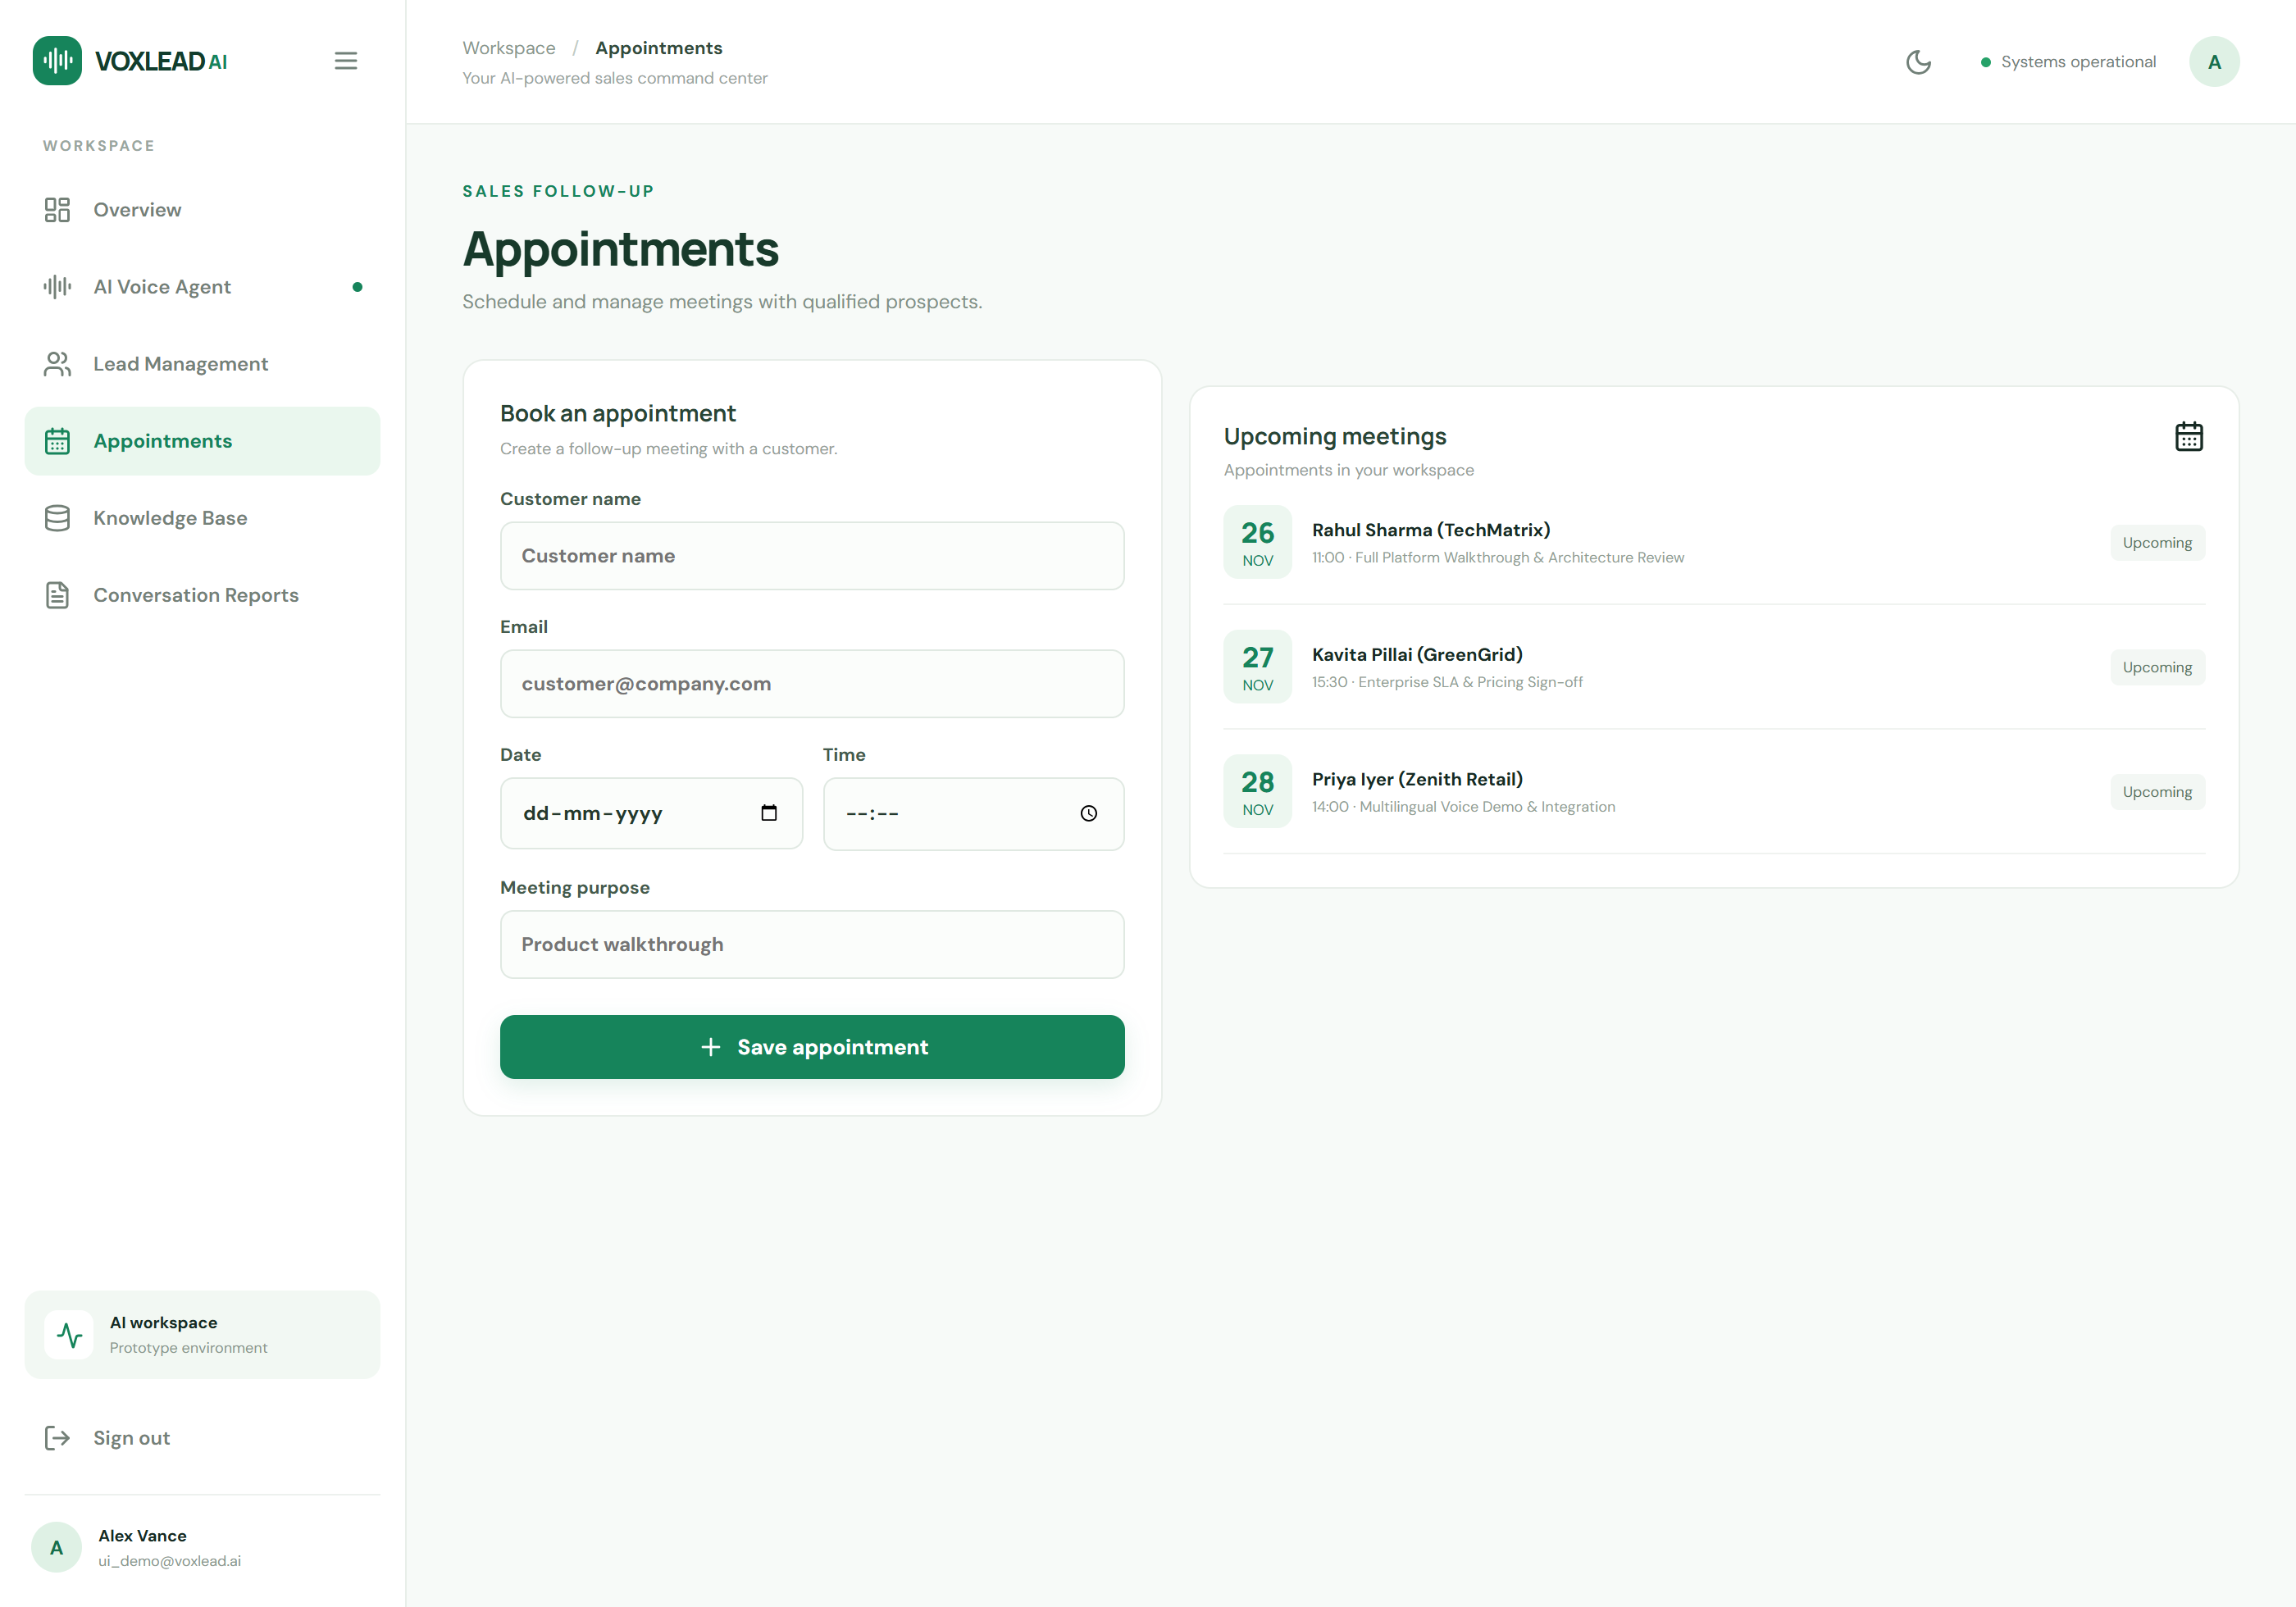 VOXLEAD AI
WORKSPACE
Overview
AI Voice Agent
Lead Management
Appointments
Knowledge Base
Conversation Reports
AI workspace
Prototype environment
Sign out
A
Alex Vance
ui_demo@voxlead.ai
Workspace / Appointments
Your AI-powered sales command center
Systems operational
A
SALES FOLLOW-UP
Appointments
Schedule and manage meetings with qualified prospects.
Book an appointment
Create a follow-up meeting with a customer.
Customer name
Customer name
Email
customer@company.com
Date Time
dd-mm-yyyy --:--
Meeting purpose
Product walkthrough
+ Save appointment
Upcoming meetings
Appointments in your workspace
26 NOV
Rahul Sharma (TechMatrix)
11:00 · Full Platform Walkthrough & Architecture Review
Upcoming
27 NOV
Kavita Pillai (GreenGrid)
15:30 · Enterprise SLA & Pricing Sign-off
Upcoming
28 NOV
Priya Iyer (Zenith Retail)
14:00 · Multilingual Voice Demo & Integration
Upcoming